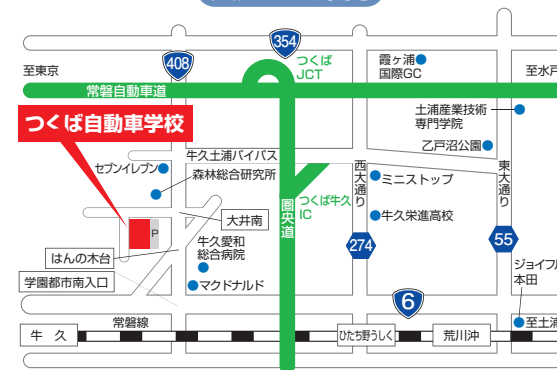 354
408
つくば
JCT
霞ヶ浦
国際GC
至東京
至水戸
常磐自動車道
つくば自動車学校
土浦産業技術
専門学院
乙戸沼公園
牛久土浦バイパス
セブンイレブン
森林総合研究所
西大通り
東大通り
ミニストップ
つくば牛久
IC
圏央道
大井南
牛久栄進高校
P
牛久愛和
総合病院
274
55
はんの木台
学園都市南入口
マクドナルド
ジョイフル
本田
6
常磐線
至土浦
牛久
ひたち野うしく
荒川沖